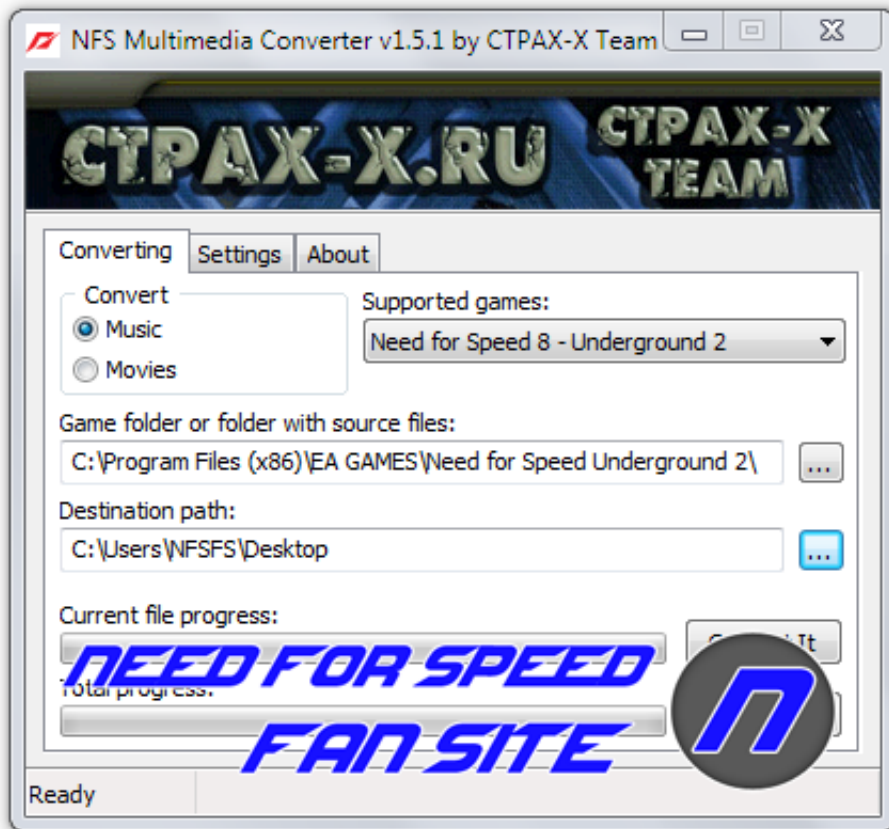 NFS Multimedia Converter v1.5.1 by CTPAX-X Team
CTPAX-X.RU
CTPAX-X
TEAM
Converting
Settings
About
Convert
Music
Movies
Supported games:
Need for Speed 8 - Underground 2
Game folder or folder with source files:
C:\Program Files (x86)\EA GAMES\Need for Speed Underground 2\
...
Destination path:
C:\Users\NFSFS\Desktop
...
Current file progress:
It
NEED FOR SPEED
Total progress:
FAN SITE
n
Ready